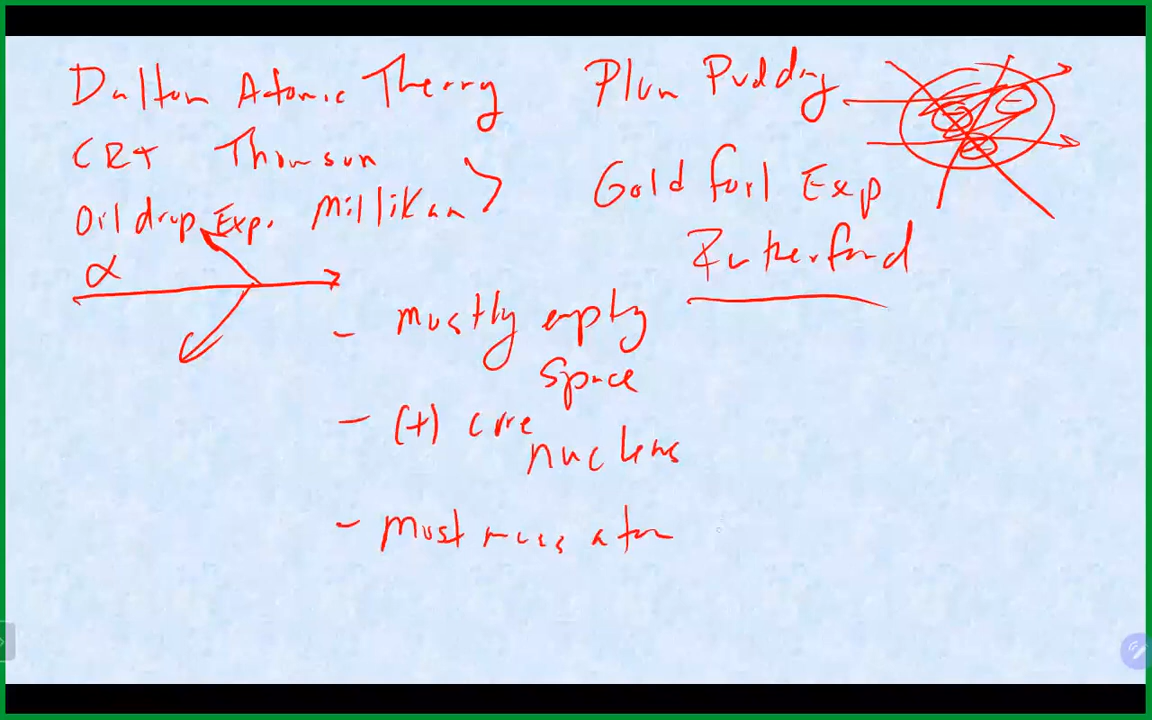 Dalton Atomic Theory
CRT Thomson
Oil drop Exp. Millikan
α
Plum Pudding
Gold foil Exp
Rutherford
- mostly empty
space
- (+) core
nucleus
- Most mass atom